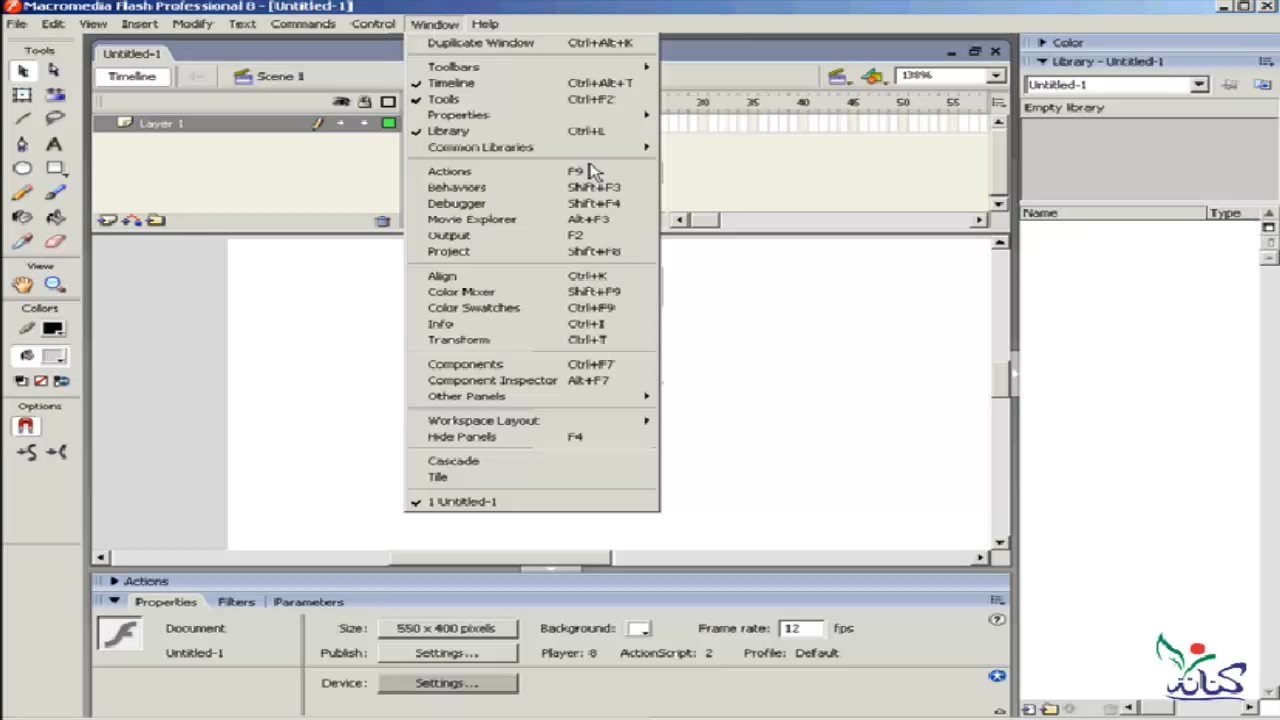 Macromedia Flash Professional 8 - [Untitled-1]
File Edit View Insert Modify Text Commands Control Window Help
Tools
View
Colors
Options
Untitled-1
Timeline
Scene 1
138%
Layer 1
30 35 40 45 50 55
Duplicate Window Ctrl+Alt+K
Toolbars
Timeline Ctrl+Alt+T
Tools Ctrl+F2
Properties
Library Ctrl+L
Common Libraries
Actions F9
Behaviors Shift+F3
Debugger Shift+F4
Movie Explorer Alt+F3
Output F2
Project Shift+F8
Align Ctrl+K
Color Mixer Shift+F9
Color Swatches Ctrl+F9
Info Ctrl+I
Transform Ctrl+T
Components Ctrl+F7
Component Inspector Alt+F7
Other Panels
Workspace Layout
Hide Panels F4
Cascade
Tile
1 Untitled-1
Color
Library - Untitled-1
Untitled-1
Empty library
Name Type
Actions
Properties Filters Parameters
Document Size: 550 x 400 pixels Background: Frame rate: 12 fps
Untitled-1 Publish: Settings... Player: 8 ActionScript: 2 Profile: Default
Device: Settings...
كنانة